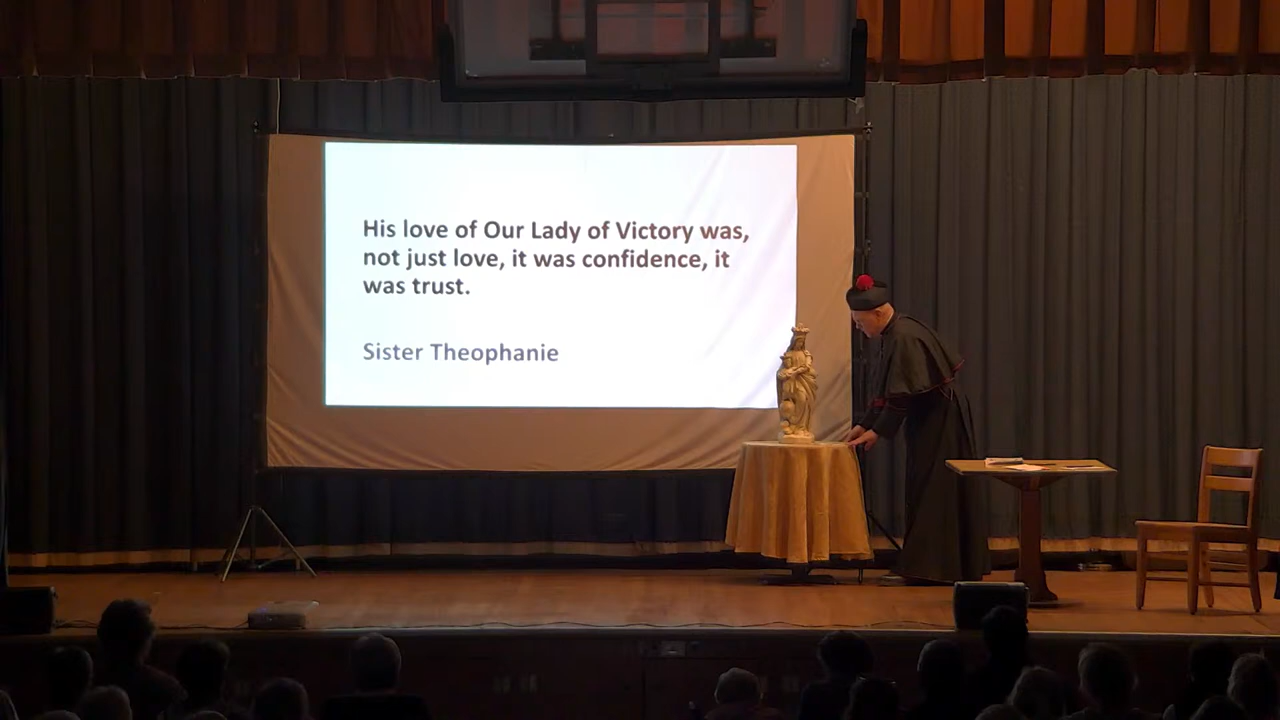 His love of Our Lady of Victory was,
not just love, it was confidence, it
was trust.
Sister Theophanie